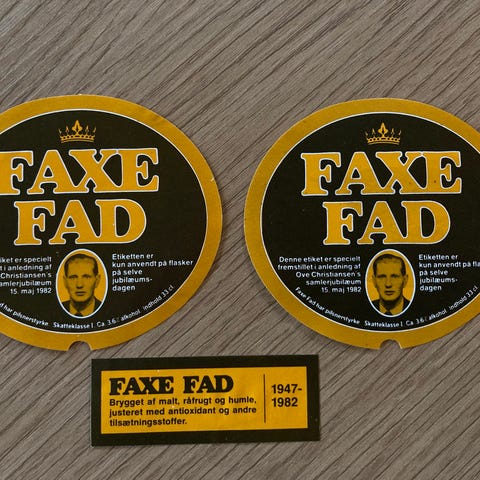 FAXE
FAD
iket er specielt
t i anledning af
Christiansen's
samlerjubilæum
15. maj 1982
Etiketten er
kun anvendt på flasker
på selve
jubilæums-
dagen
har pilsnerstyrke Skatteklasse I. Ca. 3,6% alkohol. Indhold 33 cl
FAXE
FAD
Denne etiket er specielt
fremstillet i anledning af
Ove Christiansen's
samlerjubilæum
15. maj 1982
Etiketten er
kun anvendt på flas
på selve
jubilæums-
dagen
Faxe Fad har pilsnerstyrke Skatteklasse I. Ca. 3,6% alkohol. Indhold 33 cl
FAXE FAD
Brygget af malt, råfrugt og humle,
justeret med antioxidant og andre
tilsætningsstoffer.
1947-
1982